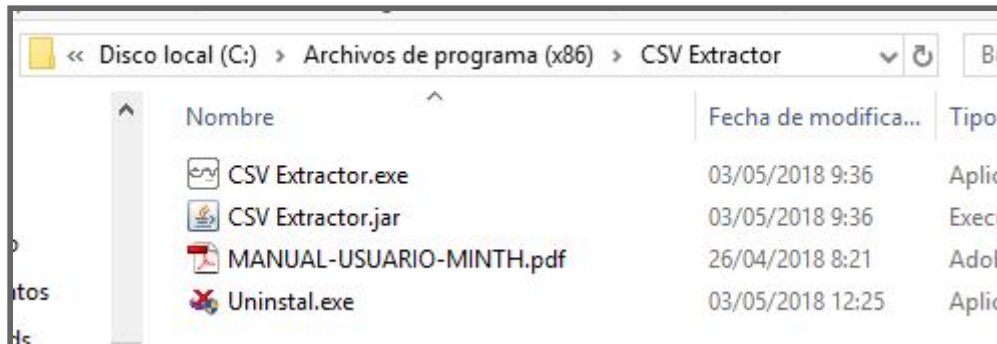 « Disco local (C:) > Archivos de programa (x86) > CSV Extractor
Nombre Fecha de modifica... Tipo
CSV Extractor.exe 03/05/2018 9:36 Aplic
CSV Extractor.jar 03/05/2018 9:36 Exec
MANUAL-USUARIO-MINTH.pdf 26/04/2018 8:21 Adol
Uninstal.exe 03/05/2018 12:25 Aplic